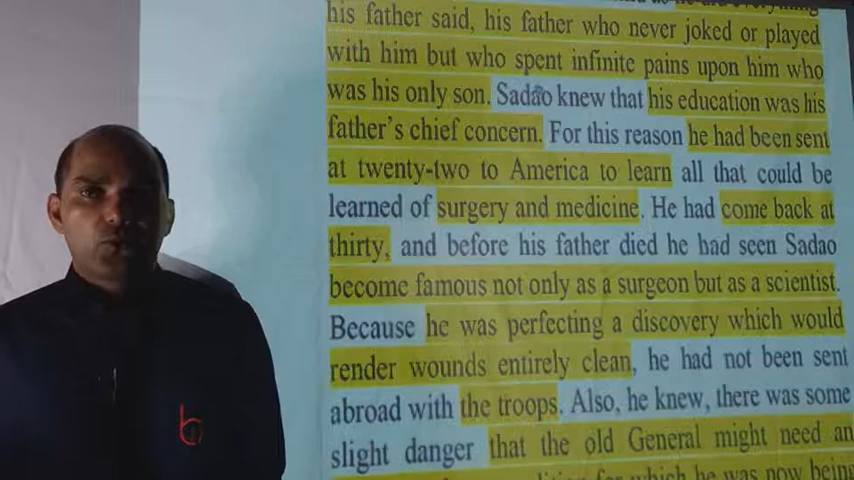 his father said, his father who never joked or played
with him but who spent infinite pains upon him who
was his only son. Sadao knew that his education was his
father's chief concern. For this reason he had been sent
at twenty-two to America to learn all that could be
learned of surgery and medicine. He had come back at
thirty, and before his father died he had seen Sadao
become famous not only as a surgeon but as a scientist.
Because he was perfecting a discovery which would
render wounds entirely clean, he had not been sent
abroad with the troops. Also, he knew, there was some
slight danger that the old General might need an
for which he was now being
b